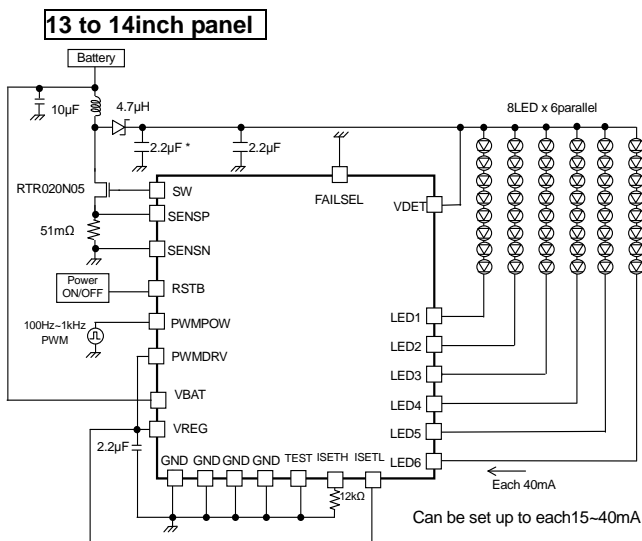 13 to 14inch panel
Battery
10µF
4.7µH
8LED x 6parallel
2.2µF *
2.2µF
RTR020N05
SW
FAILSEL
SENSP
VDET
51mΩ
SENSN
Power
ON/OFF
RSTB
100Hz~1kHz
PWM
PWMPOW
LED1
PWMDRV
LED2
LED3
VBAT
LED4
VREG
LED5
2.2µF
GND
GND
GND
GND
TEST
ISETH
ISETL
LED6
12kΩ
Each 40mA
Can be set up to each15~40mA